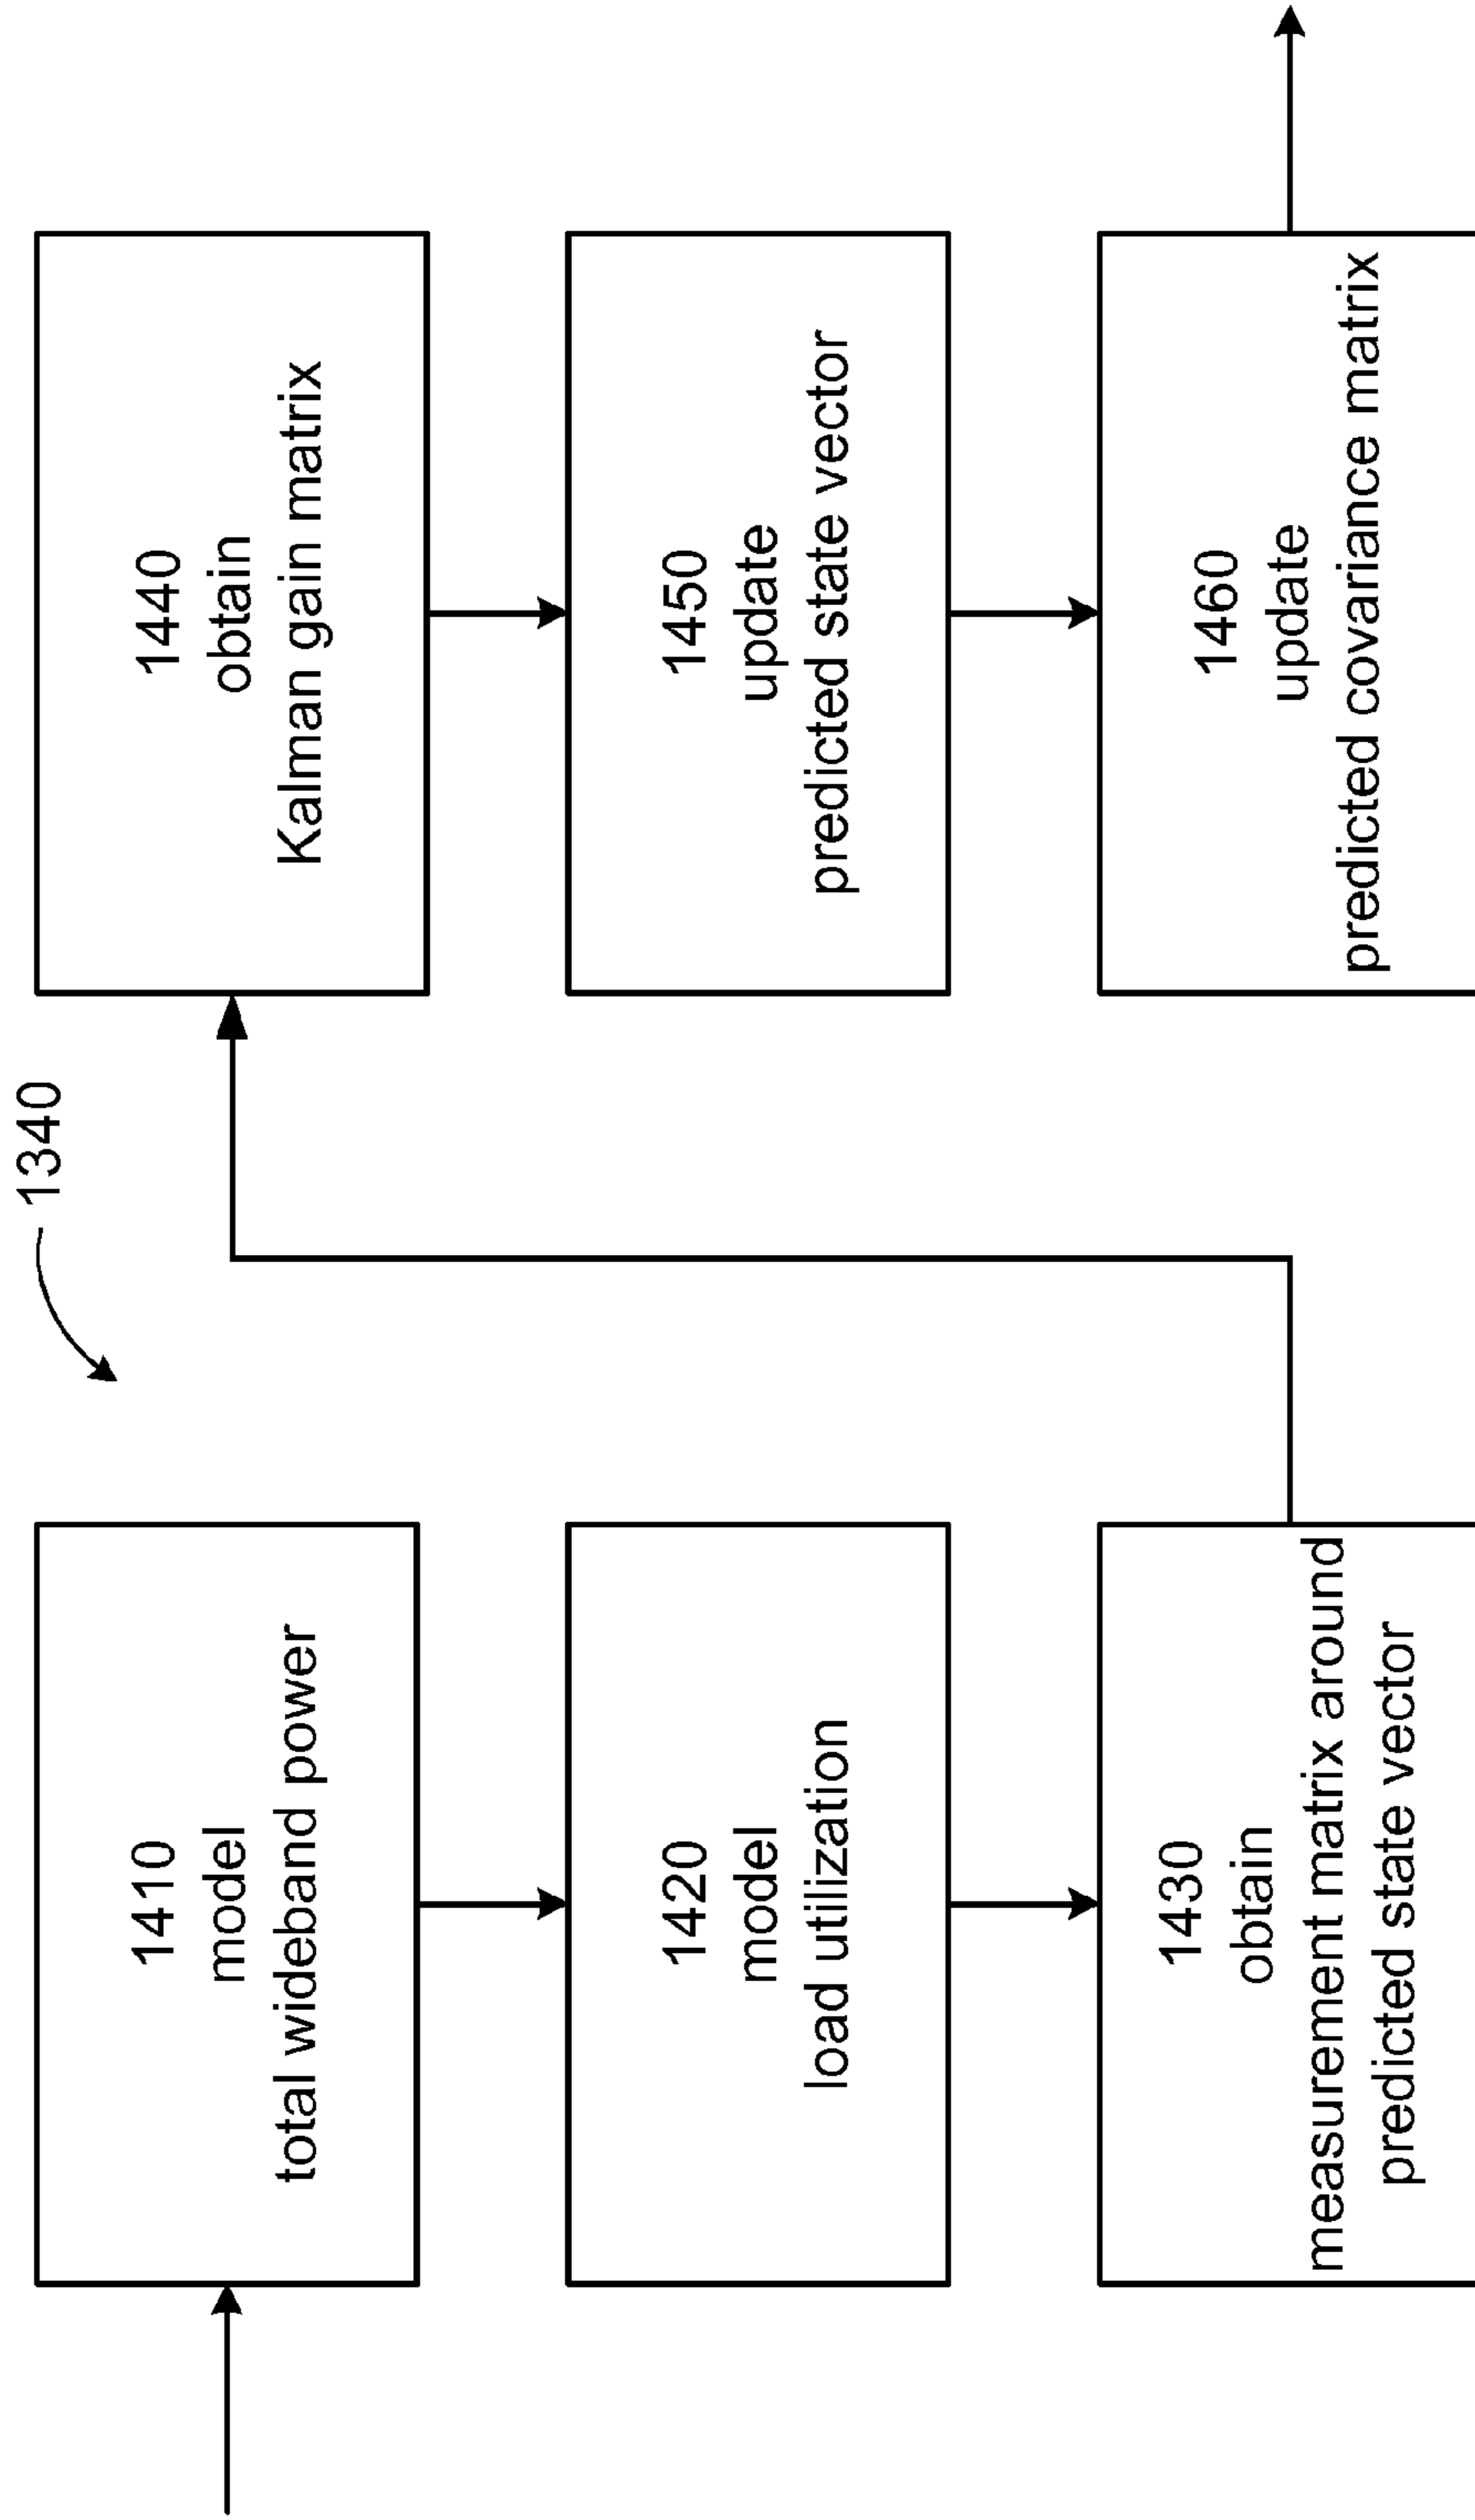 1340
1410
model
total wideband power
1420
model
load utilization
1430
obtain
measurement matrix around
predicted state vector
1440
obtain
Kalman gain matrix
1450
update
predicted state vector
1460
update
predicted covariance matrix